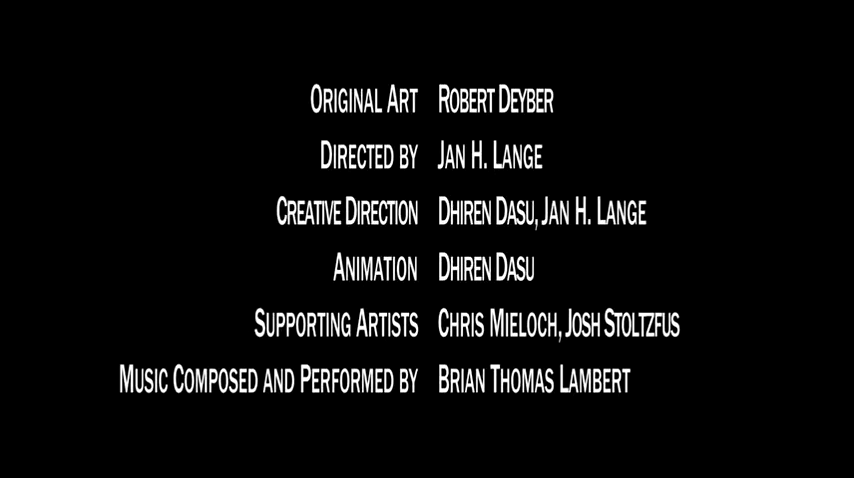 Original Art Robert Deyber
Directed by Jan H. Lange
Creative Direction Dhiren Dasu, Jan H. Lange
Animation Dhiren Dasu
Supporting Artists Chris Mieloch, Josh Stoltzfus
Music Composed and Performed by Brian Thomas Lambert